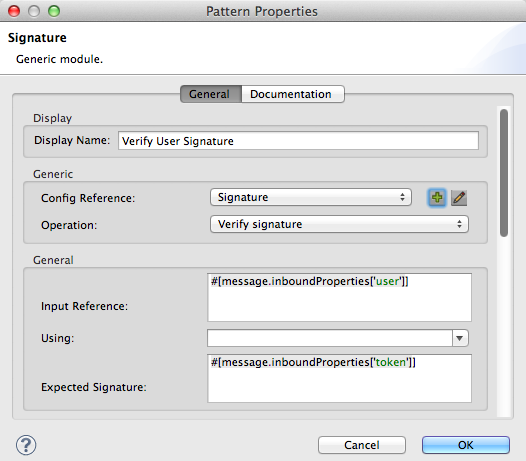 Pattern Properties
Signature
Generic module.
General Documentation
Display
Display Name: Verify User Signature
Generic
Config Reference: Signature
Operation: Verify signature
General
#[message.inboundProperties['user']]
Input Reference:
Using:
#[message.inboundProperties['token']]
Expected Signature:
? Cancel OK